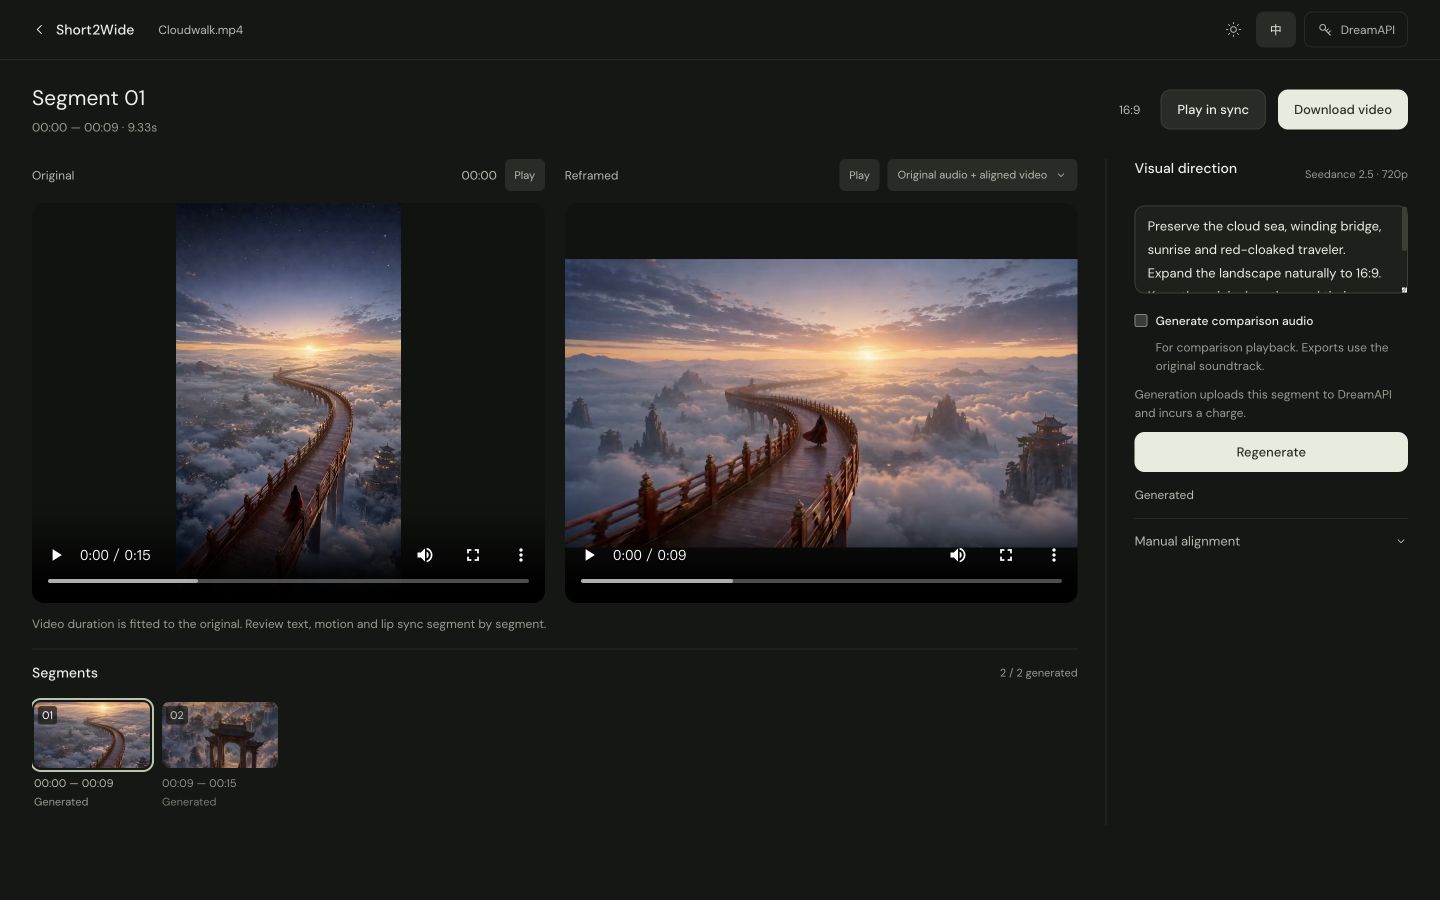 Short2Wide
Cloudwalk.mp4
中
DreamAPI
Segment 01
00:00 — 00:09 · 9.33s
16:9
Play in sync
Download video
Original
00:00
Play
Reframed
Play
Original audio + aligned video
0:00 / 0:15
0:00 / 0:09
Video duration is fitted to the original. Review text, motion and lip sync segment by segment.
Segments
2 / 2 generated
01
00:00 — 00:09
Generated
02
00:09 — 00:15
Generated
Visual direction
Seedance 2.5 · 720p
Preserve the cloud sea, winding bridge,
sunrise and red-cloaked traveler.
Expand the landscape naturally to 16:9.
Generate comparison audio
For comparison playback. Exports use the
original soundtrack.
Generation uploads this segment to DreamAPI
and incurs a charge.
Regenerate
Generated
Manual alignment